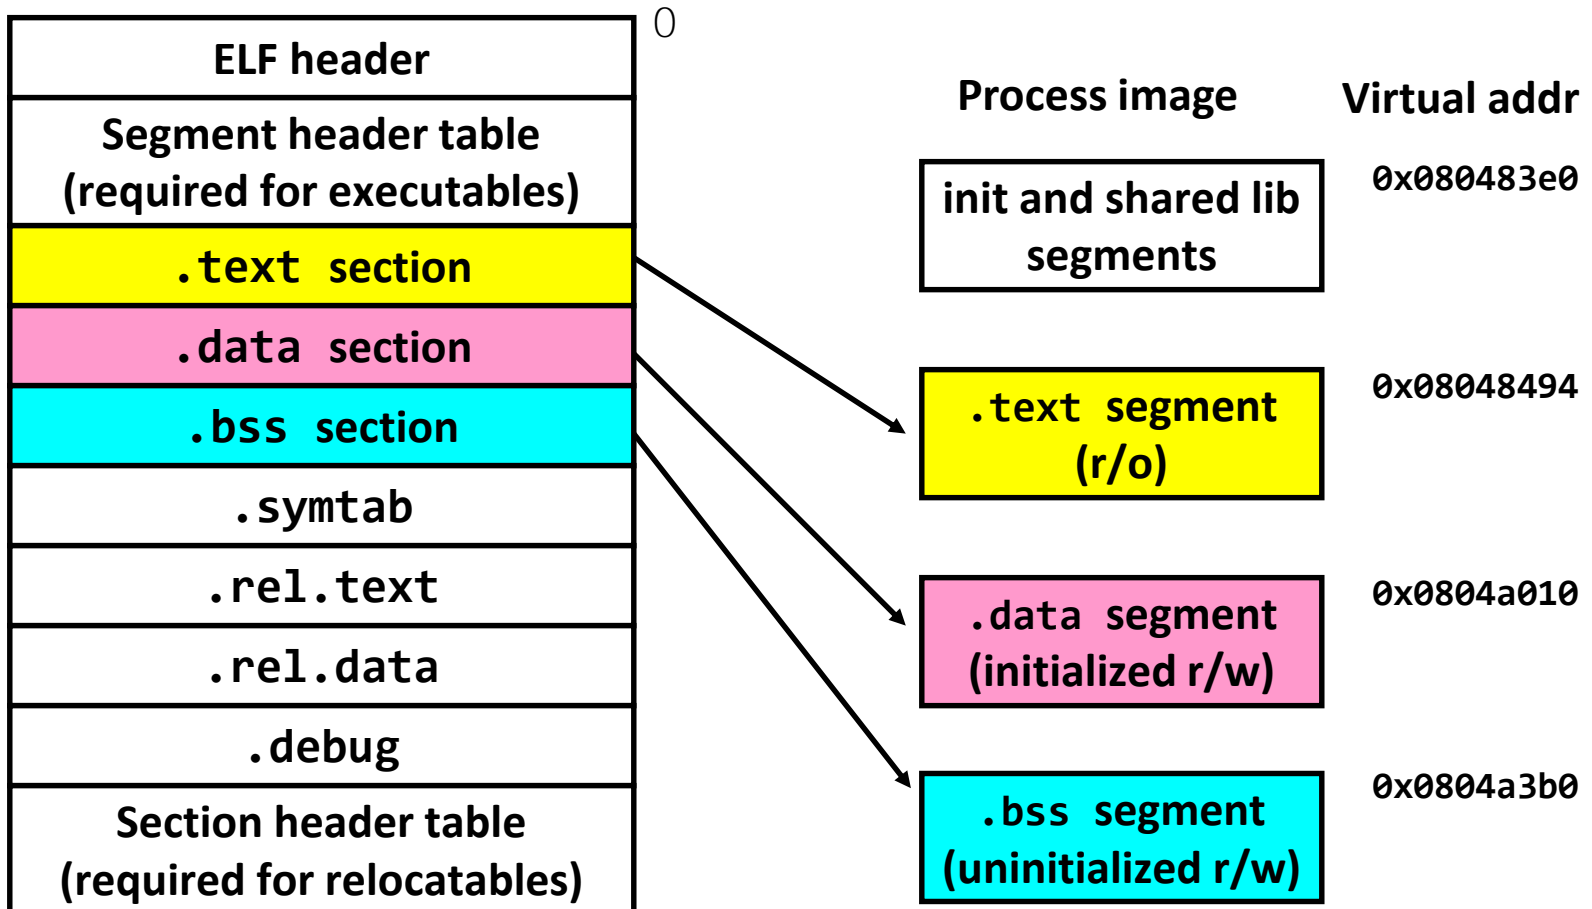 0
ELF header
Segment header table
(required for executables)
.text section
.data section
.bss section
.symtab
.rel.text
.rel.data
.debug
Section header table
(required for relocatables)
Process image
Virtual addr
init and shared lib
segments
0x080483e0
.text segment
(r/o)
0x08048494
.data segment
(initialized r/w)
0x0804a010
.bss segment
(uninitialized r/w)
0x0804a3b0